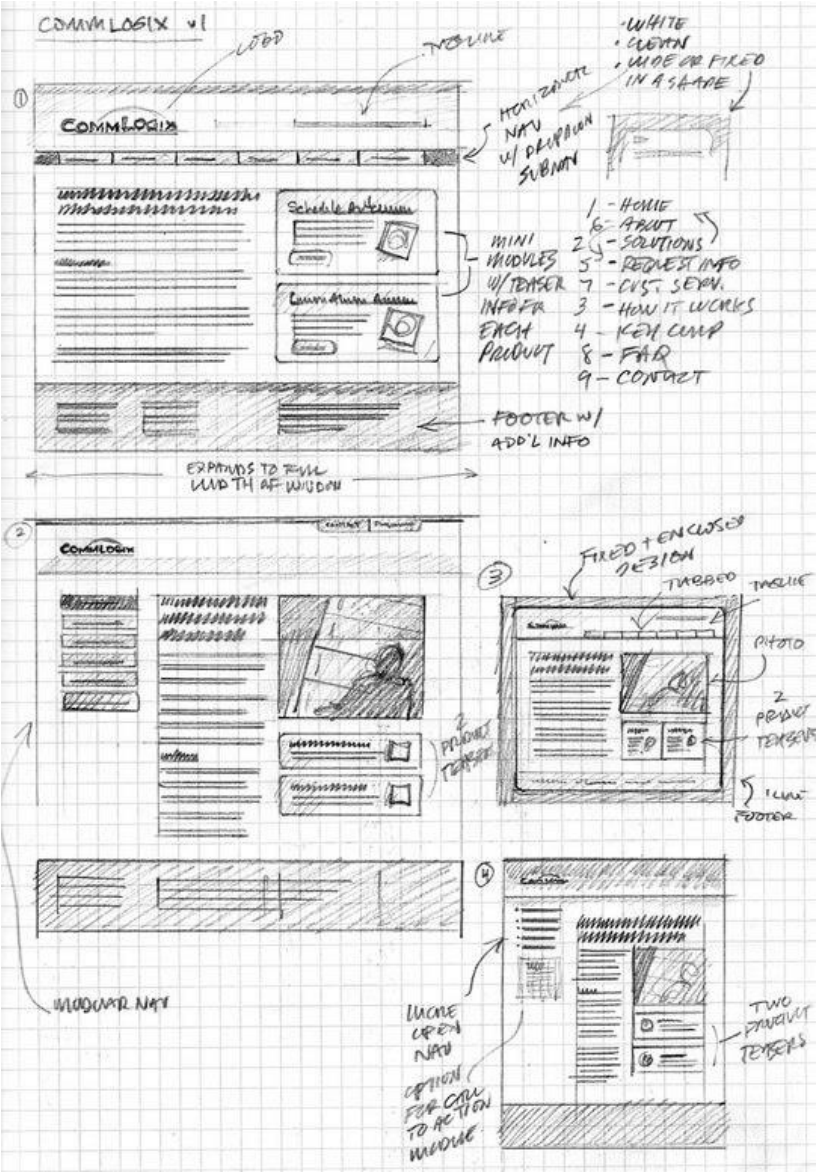 COMMLOGIX v1
LOGO
TAGLINE
• WHITE
• CLEAN
• WIDE OR FIXED
IN A SHAPE
①
COMMLOGIX
HORIZONTAL
NAV
W/ DROPDOWN
SUBNAV
1 - HOME
6 - ABOUT
2 - SOLUTIONS
5 - REQUEST INFO
7 - CUST. SERV.
3 - HOW IT WORKS
4 - KEY COMP
8 - FAQ
9 - CONTACT
Schedule
MINI
MODULES
W/TEASER
INFO FOR
EACH
PRODUCT
FOOTER W/
ADD'L INFO
EXPANDS TO FULL
WIDTH OF WINDOW
②
CONTACT
COMMLOGIX
2
PRODUCT
TEASERS
MODULAR NAV
③
FIXED + ENCLOSED
DESIGN
TABBED
TAGLINE
PHOTO
2
PRODUCT
TEASERS
FOOTER
④
MORE
OPEN
NAV
OPTION
FOR CALL
TO ACTION
MODULE
TWO
PRODUCT
TEASERS